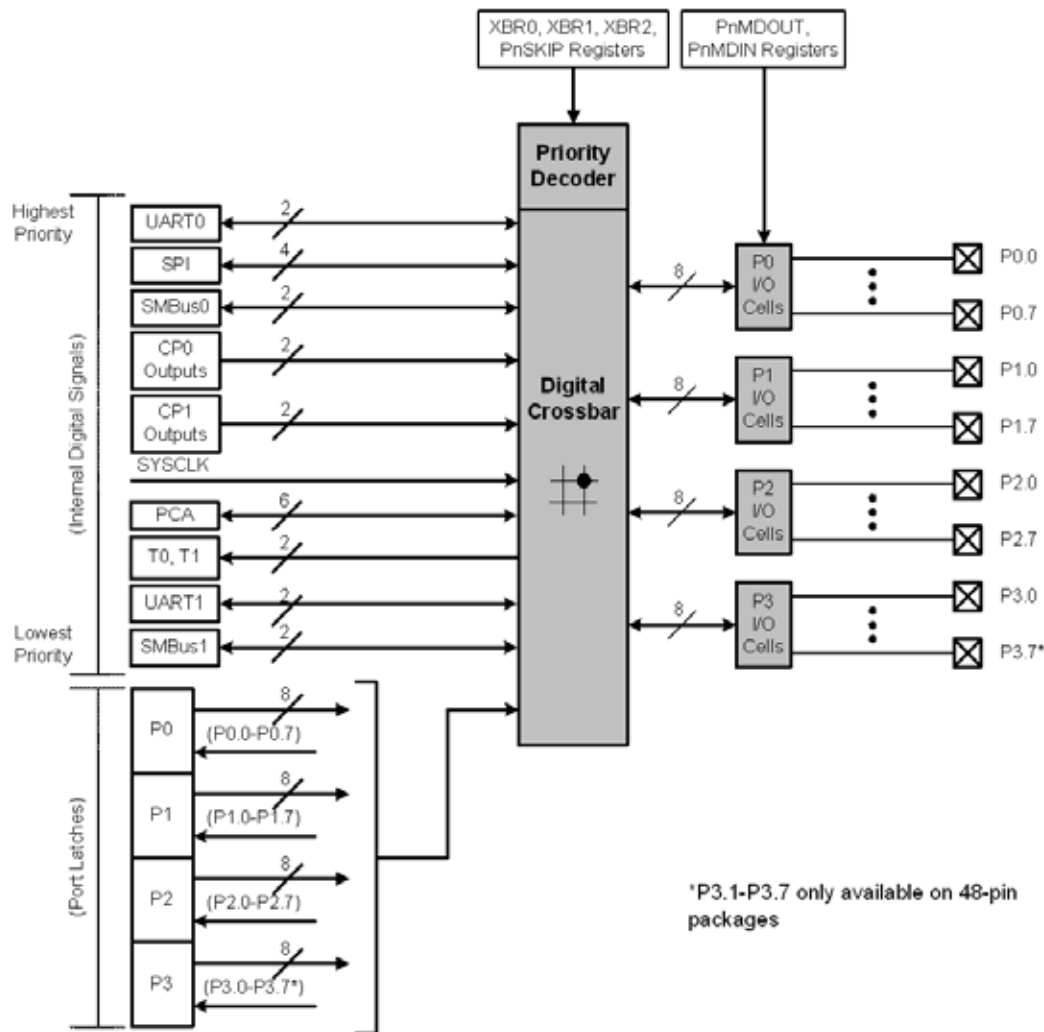 XBR0, XBR1, XBR2,
PnSKIP Registers
PnMDOUT,
PnMDIN Registers
Priority
Decoder
Highest
Priority
(Internal Digital Signals)
Lowest
Priority
UART0
2
SPI
4
SMBus0
2
CP0
Outputs
2
CP1
Outputs
2
SYSCLK
PCA
6
T0, T1
2
UART1
2
SMBus1
2
Digital
Crossbar
8
P0
I/O
Cells
P0.0
P0.7
8
P1
I/O
Cells
P1.0
P1.7
8
P2
I/O
Cells
P2.0
P2.7
8
P3
I/O
Cells
P3.0
P3.7*
(Port Latches)
P0
8
(P0.0-P0.7)
P1
8
(P1.0-P1.7)
P2
8
(P2.0-P2.7)
P3
8
(P3.0-P3.7*)
*P3.1-P3.7 only available on 48-pin
packages